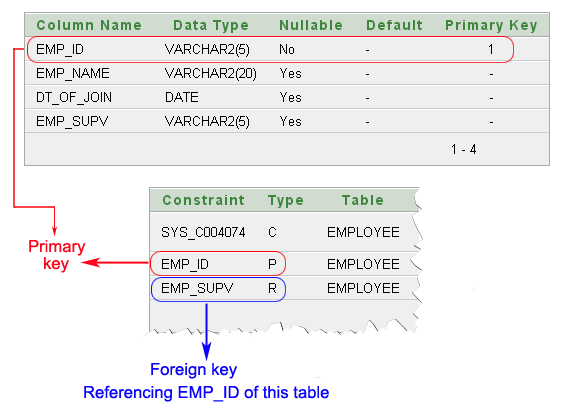 Column Name Data Type Nullable Default Primary Key
EMP_ID VARCHAR2(5) No - 1
EMP_NAME VARCHAR2(20) Yes - -
DT_OF_JOIN DATE Yes - -
EMP_SUPV VARCHAR2(5) Yes - -
1 - 4
Constraint Type Table
SYS_C004074 C EMPLOYEE
EMP_ID P EMPLOYEE
EMP_SUPV R EMPLOYEE
Primary
key
Foreign key
Referencing EMP_ID of this table